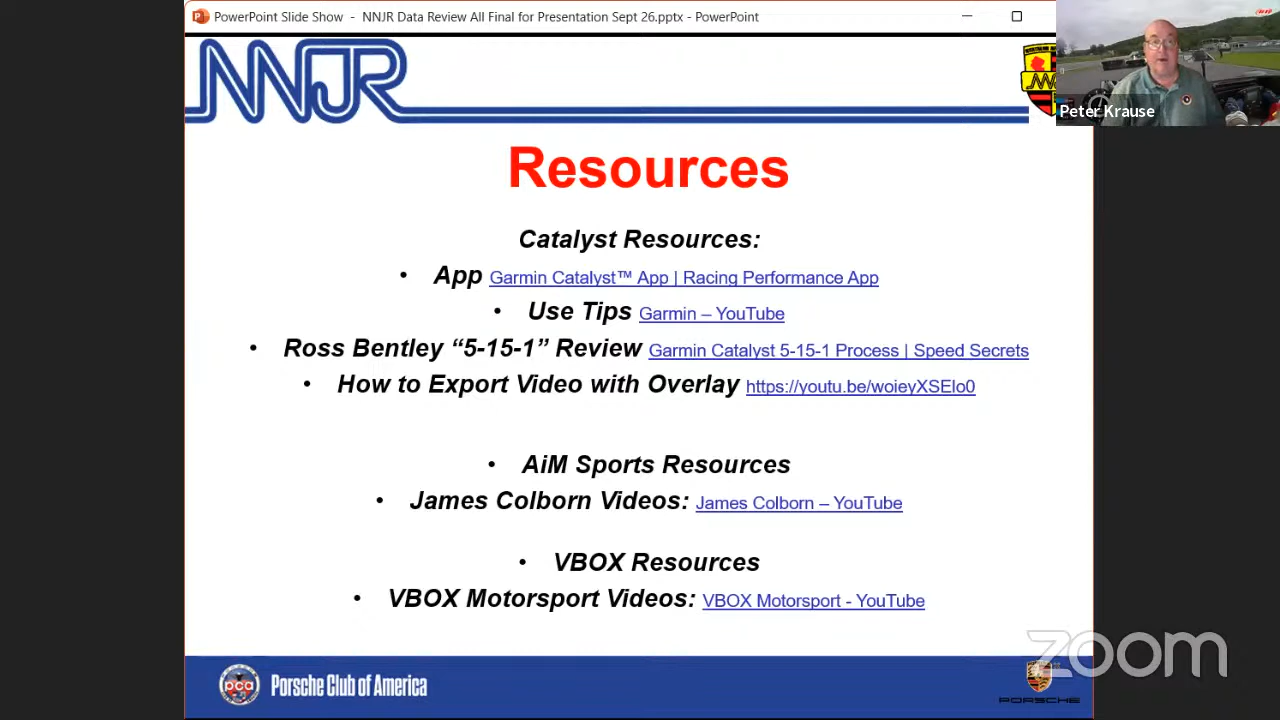 PowerPoint Slide Show - NNJR Data Review All Final for Presentation Sept 26.pptx - PowerPoint
NNJR
Peter Krause
Resources
Catalyst Resources:
• App Garmin Catalyst™ App | Racing Performance App
• Use Tips Garmin – YouTube
• Ross Bentley “5-15-1” Review Garmin Catalyst 5-15-1 Process | Speed Secrets
• How to Export Video with Overlay https://youtu.be/woieyXSElo0
• AiM Sports Resources
• James Colborn Videos: James Colborn – YouTube
• VBOX Resources
• VBOX Motorsport Videos: VBOX Motorsport - YouTube
zoom
pca Porsche Club of America
PORSCHE